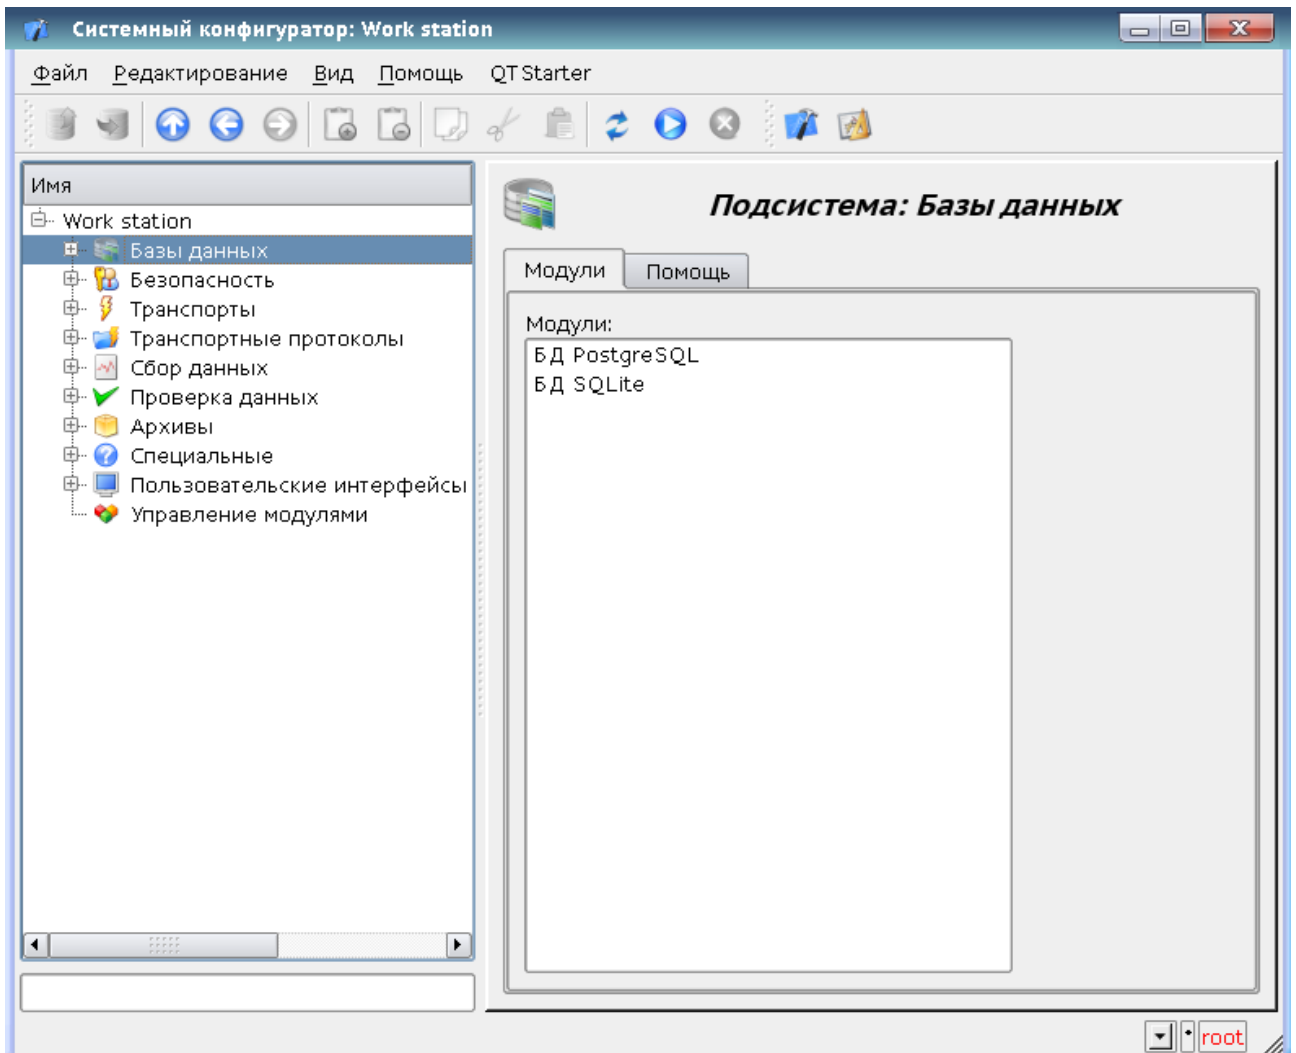 Системный конфигуратор: Work station
Файл Редактирование Вид Помощь QTStarter
Имя
Work station
Базы данных
Безопасность
Транспорты
Транспортные протоколы
Сбор данных
Проверка данных
Архивы
Специальные
Пользовательские интерфейсы
Управление модулями
Подсистема: Базы данных
Модули Помощь
Модули:
БД PostgreSQL
БД SQLite
* root